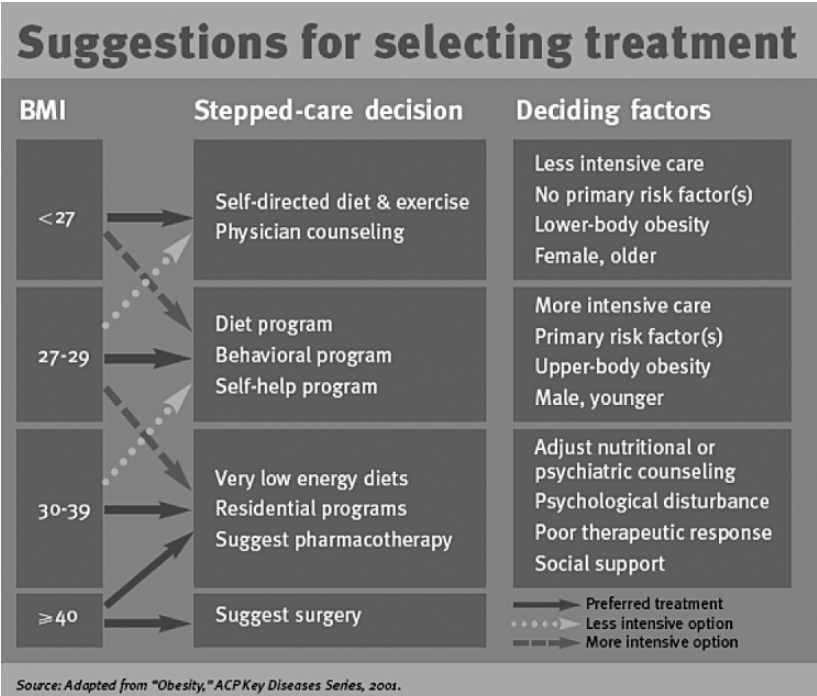 Suggestions for selecting treatment
BMI
Stepped-care decision
Deciding factors
<27
Self-directed diet & exercise
Physician counseling
Less intensive care
No primary risk factor(s)
Lower-body obesity
Female, older
27-29
Diet program
Behavioral program
Self-help program
More intensive care
Primary risk factor(s)
Upper-body obesity
Male, younger
30-39
Very low energy diets
Residential programs
Suggest pharmacotherapy
Adjust nutritional or
psychiatric counseling
Psychological disturbance
Poor therapeutic response
Social support
⩾40
Suggest surgery
Preferred treatment
Less intensive option
More intensive option
Source: Adapted from "Obesity," ACP Key Diseases Series, 2001.